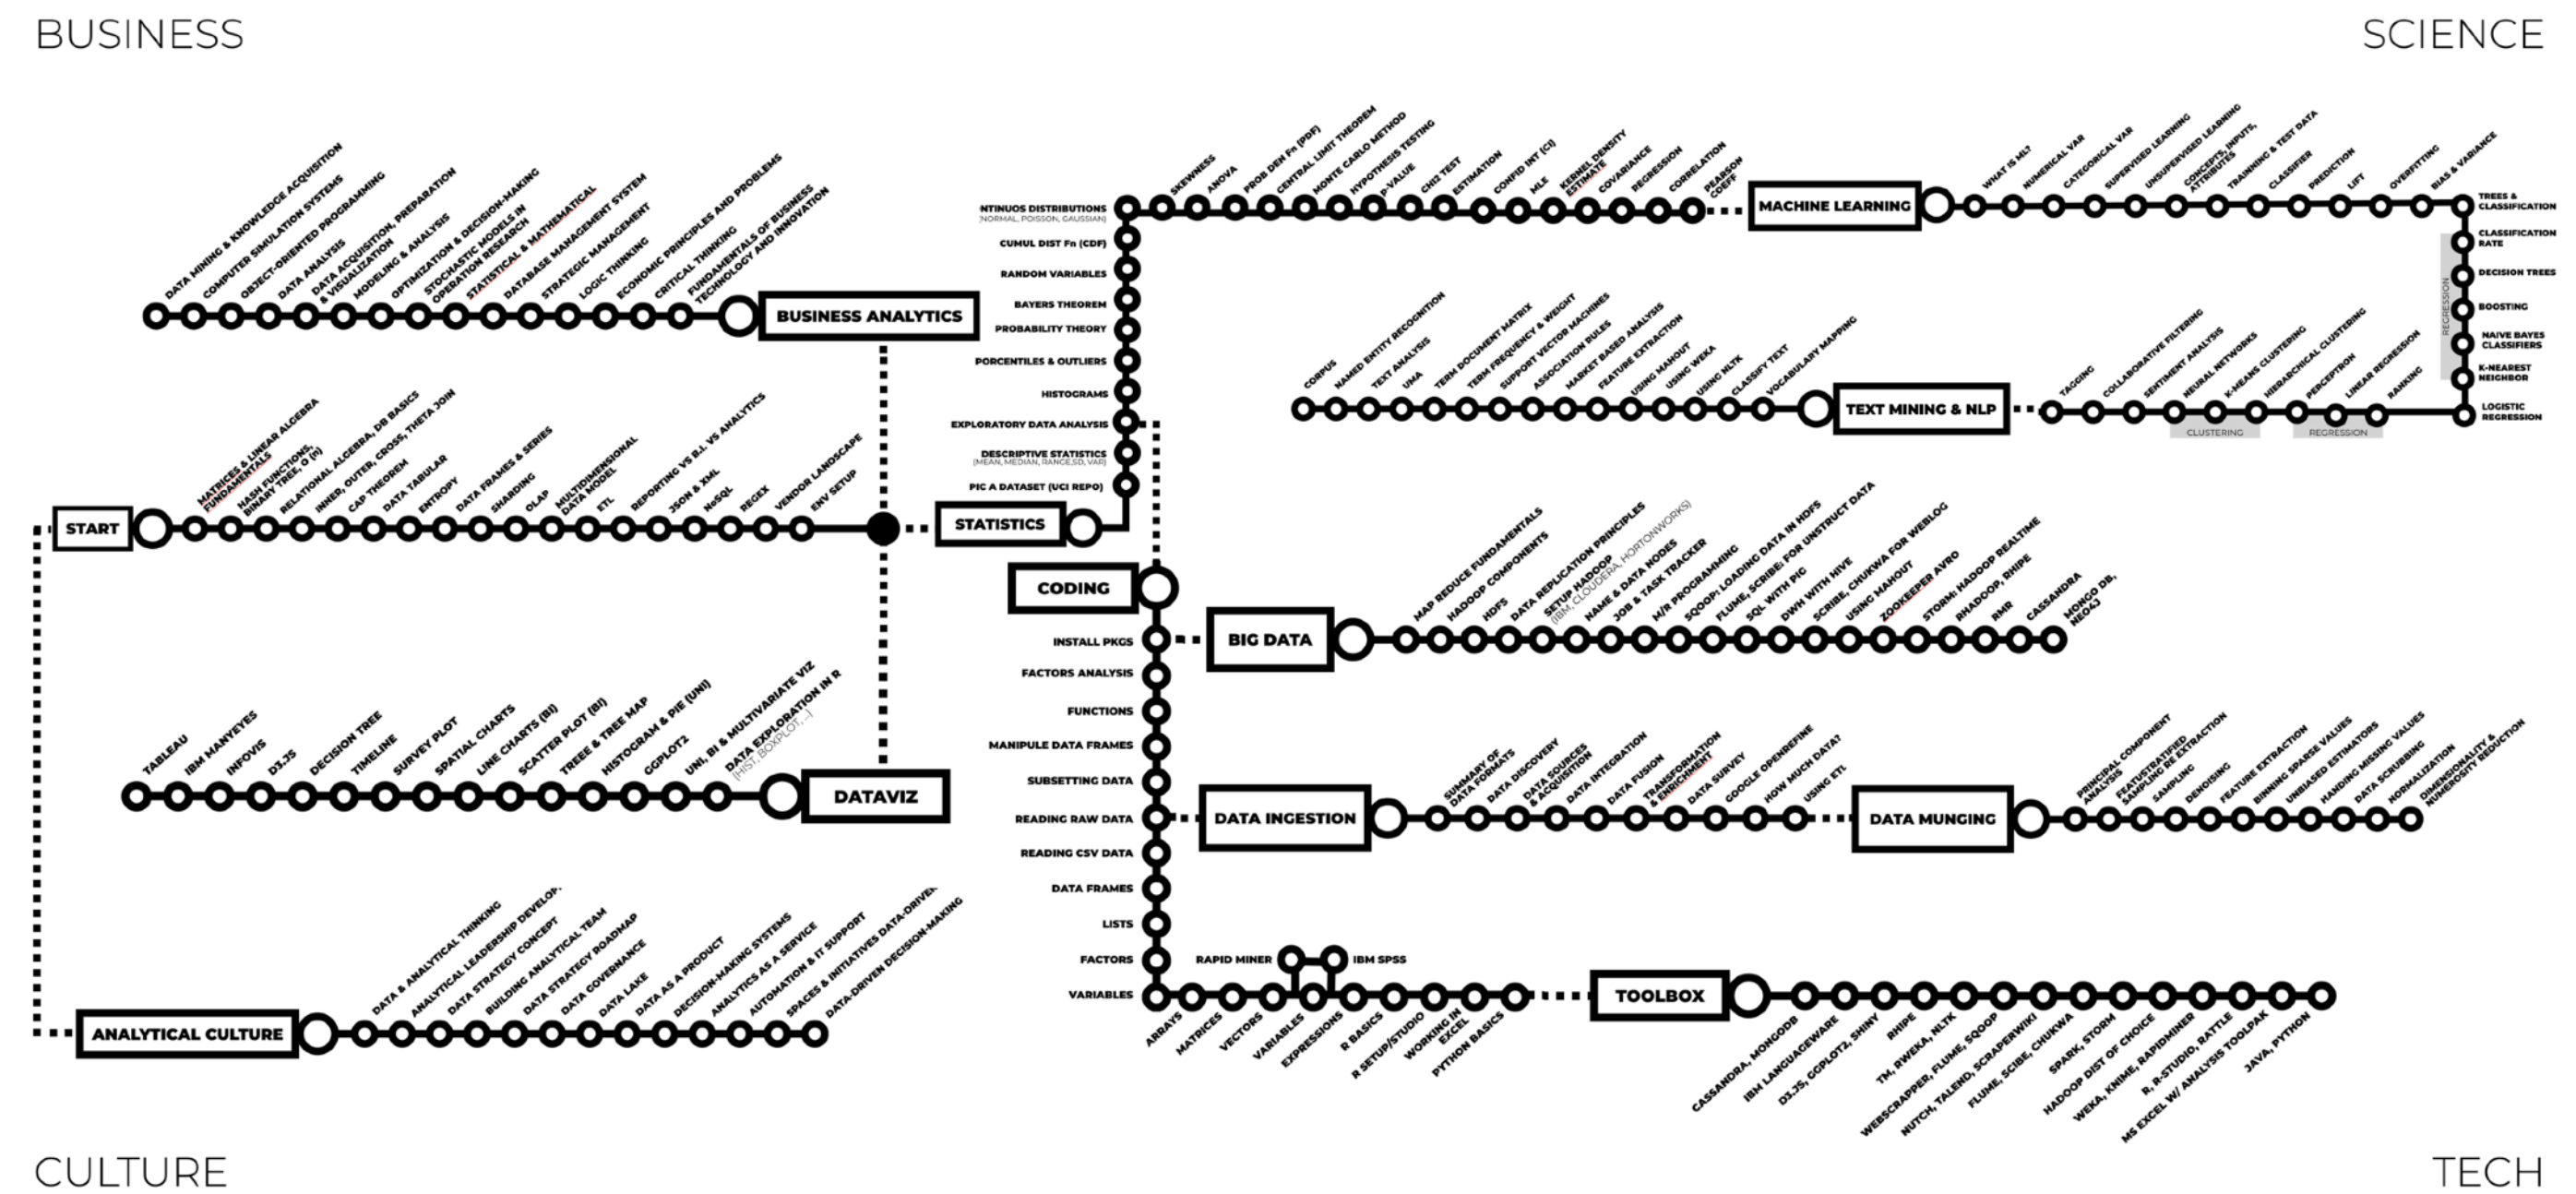 BUSINESS
SCIENCE
DATA MINING & KNOWLEDGE ACQUISITION
COMPUTER SIMULATION SYSTEMS
OBJECT-ORIENTED PROGRAMMING
DATA ANALYSIS
DATA ACQUISITION, PREPARATION
& VISUALIZATION
MODELING & ANALYSIS
OPTIMIZATION & DECISION-MAKING
STOCHASTIC MODELS IN
OPERATION RESEARCH
STATISTICAL & MATHEMATICAL
DATABASE MANAGEMENT SYSTEM
STRATEGIC MANAGEMENT
LOGIC THINKING
ECONOMIC PRINCIPLES AND PROBLEMS
CRITICAL THINKING
FUNDAMENTALS OF BUSINESS
TECHNOLOGY AND INNOVATION
BUSINESS ANALYTICS
START
MATRICES & LINEAR ALGEBRA
FUNDAMENTALS
HASH FUNCTIONS,
BINARY TREE, O (n)
RELATIONAL ALGEBRA, DB BASICS
INNER, OUTER, CROSS, THETA JOIN
CAP THEOREM
DATA TABULAR
ENTROPY
DATA FRAMES & SERIES
SHARDING
OLAP
MULTIDIMENSIONAL
DATA MODEL
ETL
REPORTING VS B.I. VS ANALYTICS
JSON & XML
NoSQL
REGEX
VENDOR LANDSCAPE
ENV SETUP
STATISTICS
NTINUOS DISTRIBUTIONS
(NORMAL, POISSON, GAUSSIAN)
CUMUL DIST Fn (CDF)
RANDOM VARIABLES
BAYERS THEOREM
PROBABILITY THEORY
PORCENTILES & OUTLIERS
HISTOGRAMS
EXPLORATORY DATA ANALYSIS
DESCRIPTIVE STATISTICS
(MEAN, MEDIAN, RANGE,SD, VAR)
PIC A DATASET (UCI REPO)
SKEWNESS
ANOVA
PROB DEN Fn (PDF)
CENTRAL LIMIT THEOREM
MONTE CARLO METHOD
HYPOTHESIS TESTING
P-VALUE
CHI2 TEST
ESTIMATION
CONFID INT (CI)
MLE
KERNEL DENSITY
ESTIMATE
COVARIANCE
REGRESSION
CORRELATION
PEARSON
COEFF
MACHINE LEARNING
WHAT IS ML?
NUMERICAL VAR
CATEGORICAL VAR
SUPERVISED LEARNING
UNSUPERVISED LEARNING
CONCEPTS, INPUTS,
ATTRIBUTES
TRAINING & TEST DATA
CLASSIFIER
PREDICTION
LIFT
OVERFITTING
BIAS & VARIANCE
TREES &
CLASSIFICATION
CLASSIFICATION
RATE
DECISION TREES
BOOSTING
NAIVE BAYES
CLASSIFIERS
K-NEAREST
NEIGHBOR
LOGISTIC
REGRESSION
REGRESSION
TAGGING
COLLABORATIVE FILTERING
SENTIMENT ANALYSIS
NEURAL NETWORKS
K-MEANS CLUSTERING
HIERARCHICAL CLUSTERING
PERCEPTRON
LINEAR REGRESSION
RANKING
CLUSTERING
REGRESSION
CORPUS
NAMED ENTITY RECOGNITION
TEXT ANALYSIS
UMA
TERM DOCUMENT MATRIX
TERM FREQUENCY & WEIGHT
SUPPORT VECTOR MACHINES
ASSOCIATION RULES
MARKET BASED ANALYSIS
FEATURE EXTRACTION
USING MAHOUT
USING WEKA
USING NLTK
CLASSIFY TEXT
VOCABULARY MAPPING
TEXT MINING & NLP
CODING
INSTALL PKGS
FACTORS ANALYSIS
FUNCTIONS
MANIPULE DATA FRAMES
SUBSETTING DATA
READING RAW DATA
READING CSV DATA
DATA FRAMES
LISTS
FACTORS
VARIABLES
BIG DATA
MAP REDUCE FUNDAMENTALS
HADOOP COMPONENTS
HDFS
DATA REPLICATION PRINCIPLES
SETUP HADOOP
(IBM, CLOUDERA, HORTONWORKS)
NAME & DATA NODES
JOB & TASK TRACKER
M/R PROGRAMMING
SQOOP: LOADING DATA IN HDFS
FLUME, SCRIBE: FOR UNSTRUCT DATA
SQL WITH PIG
DWH WITH HIVE
SCRIBE, CHUKWA FOR WEBLOG
USING MAHOUT
ZOOKEEPER AVRO
STORM: HADOOP REALTIME
RHADOOP, RHIPE
RMR
CASSANDRA
MONGO DB,
NEO4J
TABLEAU
IBM MANYEYES
INFOVIS
D3.JS
DECISION TREE
TIMELINE
SURVEY PLOT
SPATIAL CHARTS
LINE CHARTS (BI)
SCATTER PLOT (BI)
TREE & TREE MAP
HISTOGRAM & PIE (UNI)
GGPLOT2
UNI, BI & MULTIVARIATE VIZ
DATA EXPLORATION IN R
(HIST, BOXPLOT, ...)
DATAVIZ
DATA INGESTION
SUMMARY OF
DATA FORMATS
DATA DISCOVERY
DATA SOURCES
& ACQUISITION
DATA INTEGRATION
DATA FUSION
TRANSFORMATION
& ENRICHMENT
DATA SURVEY
GOOGLE OPENREFINE
HOW MUCH DATA?
USING ETL
DATA MUNGING
PRINCIPAL COMPONENT
ANALYSIS
FEATUSTRATIFIED
SAMPLING RE EXTRACTION
SAMPLING
DENOISING
FEATURE EXTRACTION
BINNING SPARSE VALUES
UNBIASED ESTIMATORS
HANDING MISSING VALUES
DATA SCRUBBING
NORMALIZATION
DIMENSIONALITY &
NUMEROSITY REDUCTION
ANALYTICAL CULTURE
DATA & ANALYTICAL THINKING
ANALYTICAL LEADERSHIP DEVELOP
DATA STRATEGY CONCEPT
BUILDING ANALYTICAL TEAM
DATA STRATEGY ROADMAP
DATA GOVERNANCE
DATA LAKE
DATA AS A PRODUCT
DECISION-MAKING SYSTEMS
ANALYTICS AS A SERVICE
AUTOMATION & IT SUPPORT
SPACES & INITIATIVES DATA-DRIVEN
DATA-DRIVEN DECISION-MAKING
RAPID MINER
IBM SPSS
ARRAYS
MATRICES
VECTORS
VARIABLES
EXPRESSIONS
R BASICS
R SETUP/STUDIO
WORKING IN
EXCEL
PYTHON BASICS
TOOLBOX
CASSANDRA, MONGODB
IBM LANGUAGEWARE
D3.JS, GGPLOT2, SHINY
RHIPE
TM, RWEKA, NLTK
WEBSCRAPPER, FLUME, SQOOP
NUTCH, TALEND, SCRAPERWIKI
FLUME, SCIBE, CHUKWA
SPARK, STORM
HADOOP DIST OF CHOICE
WEKA, KNIME, RAPIDMINER
R, R-STUDIO, RATTLE
MS EXCEL W/ ANALYSIS TOOLPAK
JAVA, PYTHON
CULTURE
TECH